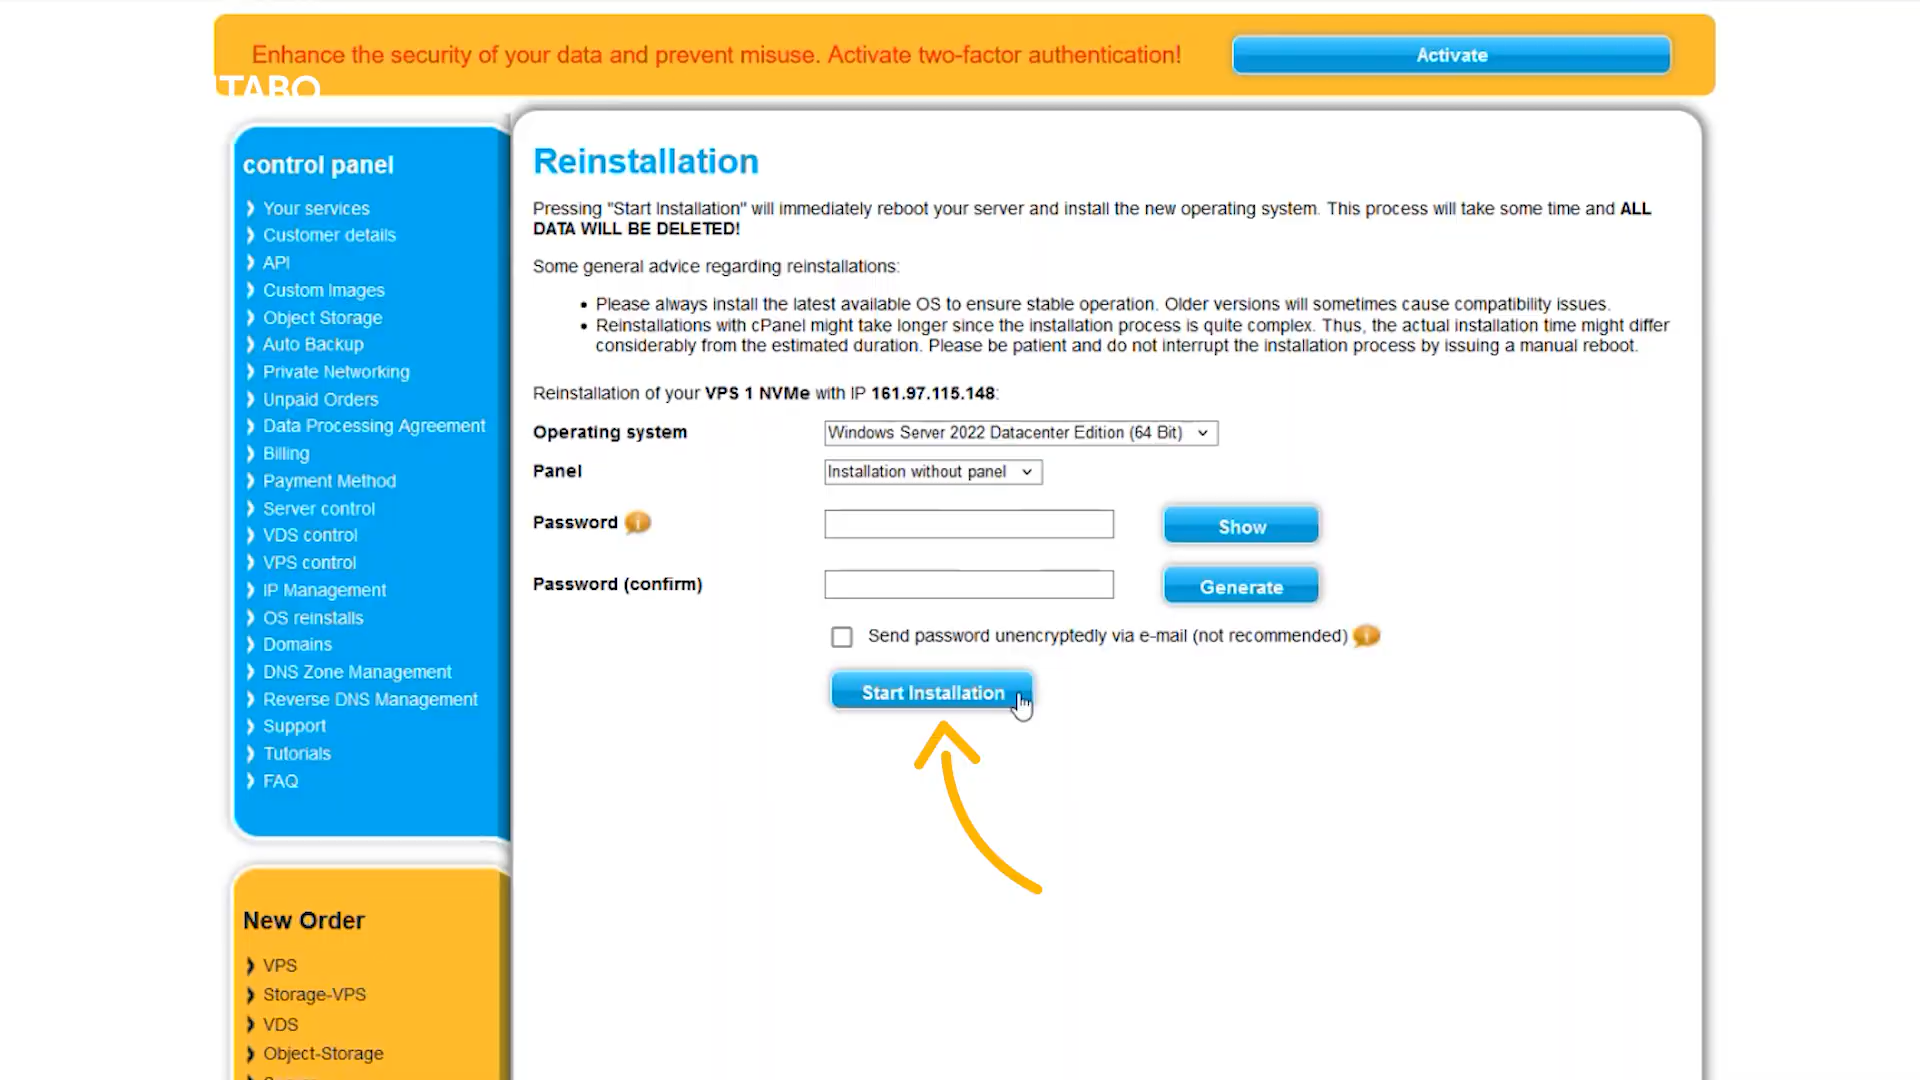 Enhance the security of your data and prevent misuse. Activate two-factor authentication!
Activate
TABO
control panel
Your services
Customer details
API
Custom Images
Object Storage
Auto Backup
Private Networking
Unpaid Orders
Data Processing Agreement
Billing
Payment Method
Server control
VDS control
VPS control
IP Management
OS reinstalls
Domains
DNS Zone Management
Reverse DNS Management
Support
Tutorials
FAQ
New Order
VPS
Storage-VPS
VDS
Object-Storage
Reinstallation
Pressing "Start Installation" will immediately reboot your server and install the new operating system. This process will take some time and ALL
DATA WILL BE DELETED!
Some general advice regarding reinstallations:
Please always install the latest available OS to ensure stable operation. Older versions will sometimes cause compatibility issues.
Reinstallations with cPanel might take longer since the installation process is quite complex. Thus, the actual installation time might differ
considerably from the estimated duration. Please be patient and do not interrupt the installation process by issuing a manual reboot.
Reinstallation of your VPS 1 NVMe with IP 161.97.115.148:
Operating system
Windows Server 2022 Datacenter Edition (64 Bit)
Panel
Installation without panel
Password
Show
Password (confirm)
Generate
Send password unencryptedly via e-mail (not recommended)
Start Installation